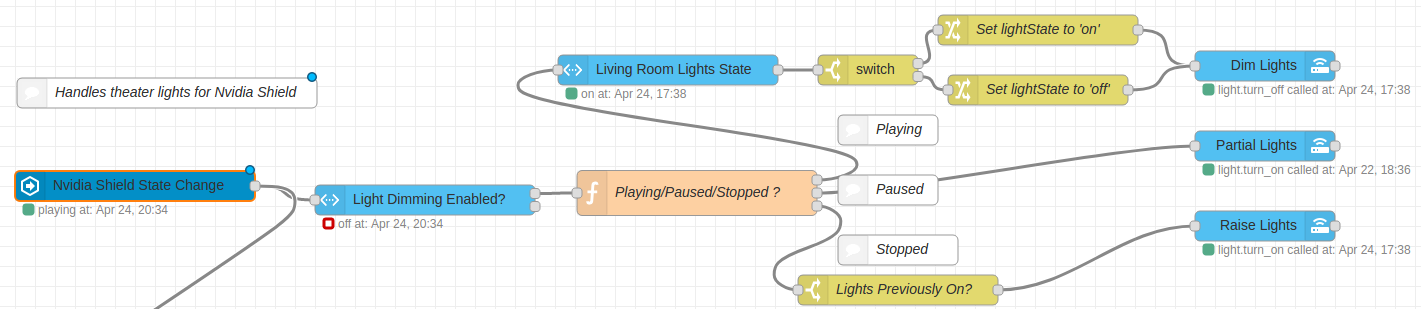 Set lightState to 'on'
Living Room Lights State
switch
Dim Lights
on at: Apr 24, 17:38
Set lightState to 'off'
light.turn_off called at: Apr 24, 17:38
Handles theater lights for Nvidia Shield
Playing
Partial Lights
light.turn_on called at: Apr 22, 18:36
Nvidia Shield State Change
playing at: Apr 24, 20:34
Light Dimming Enabled?
off at: Apr 24, 20:34
Playing/Paused/Stopped ?
Paused
Raise Lights
light.turn_on called at: Apr 24, 17:38
Stopped
Lights Previously On?